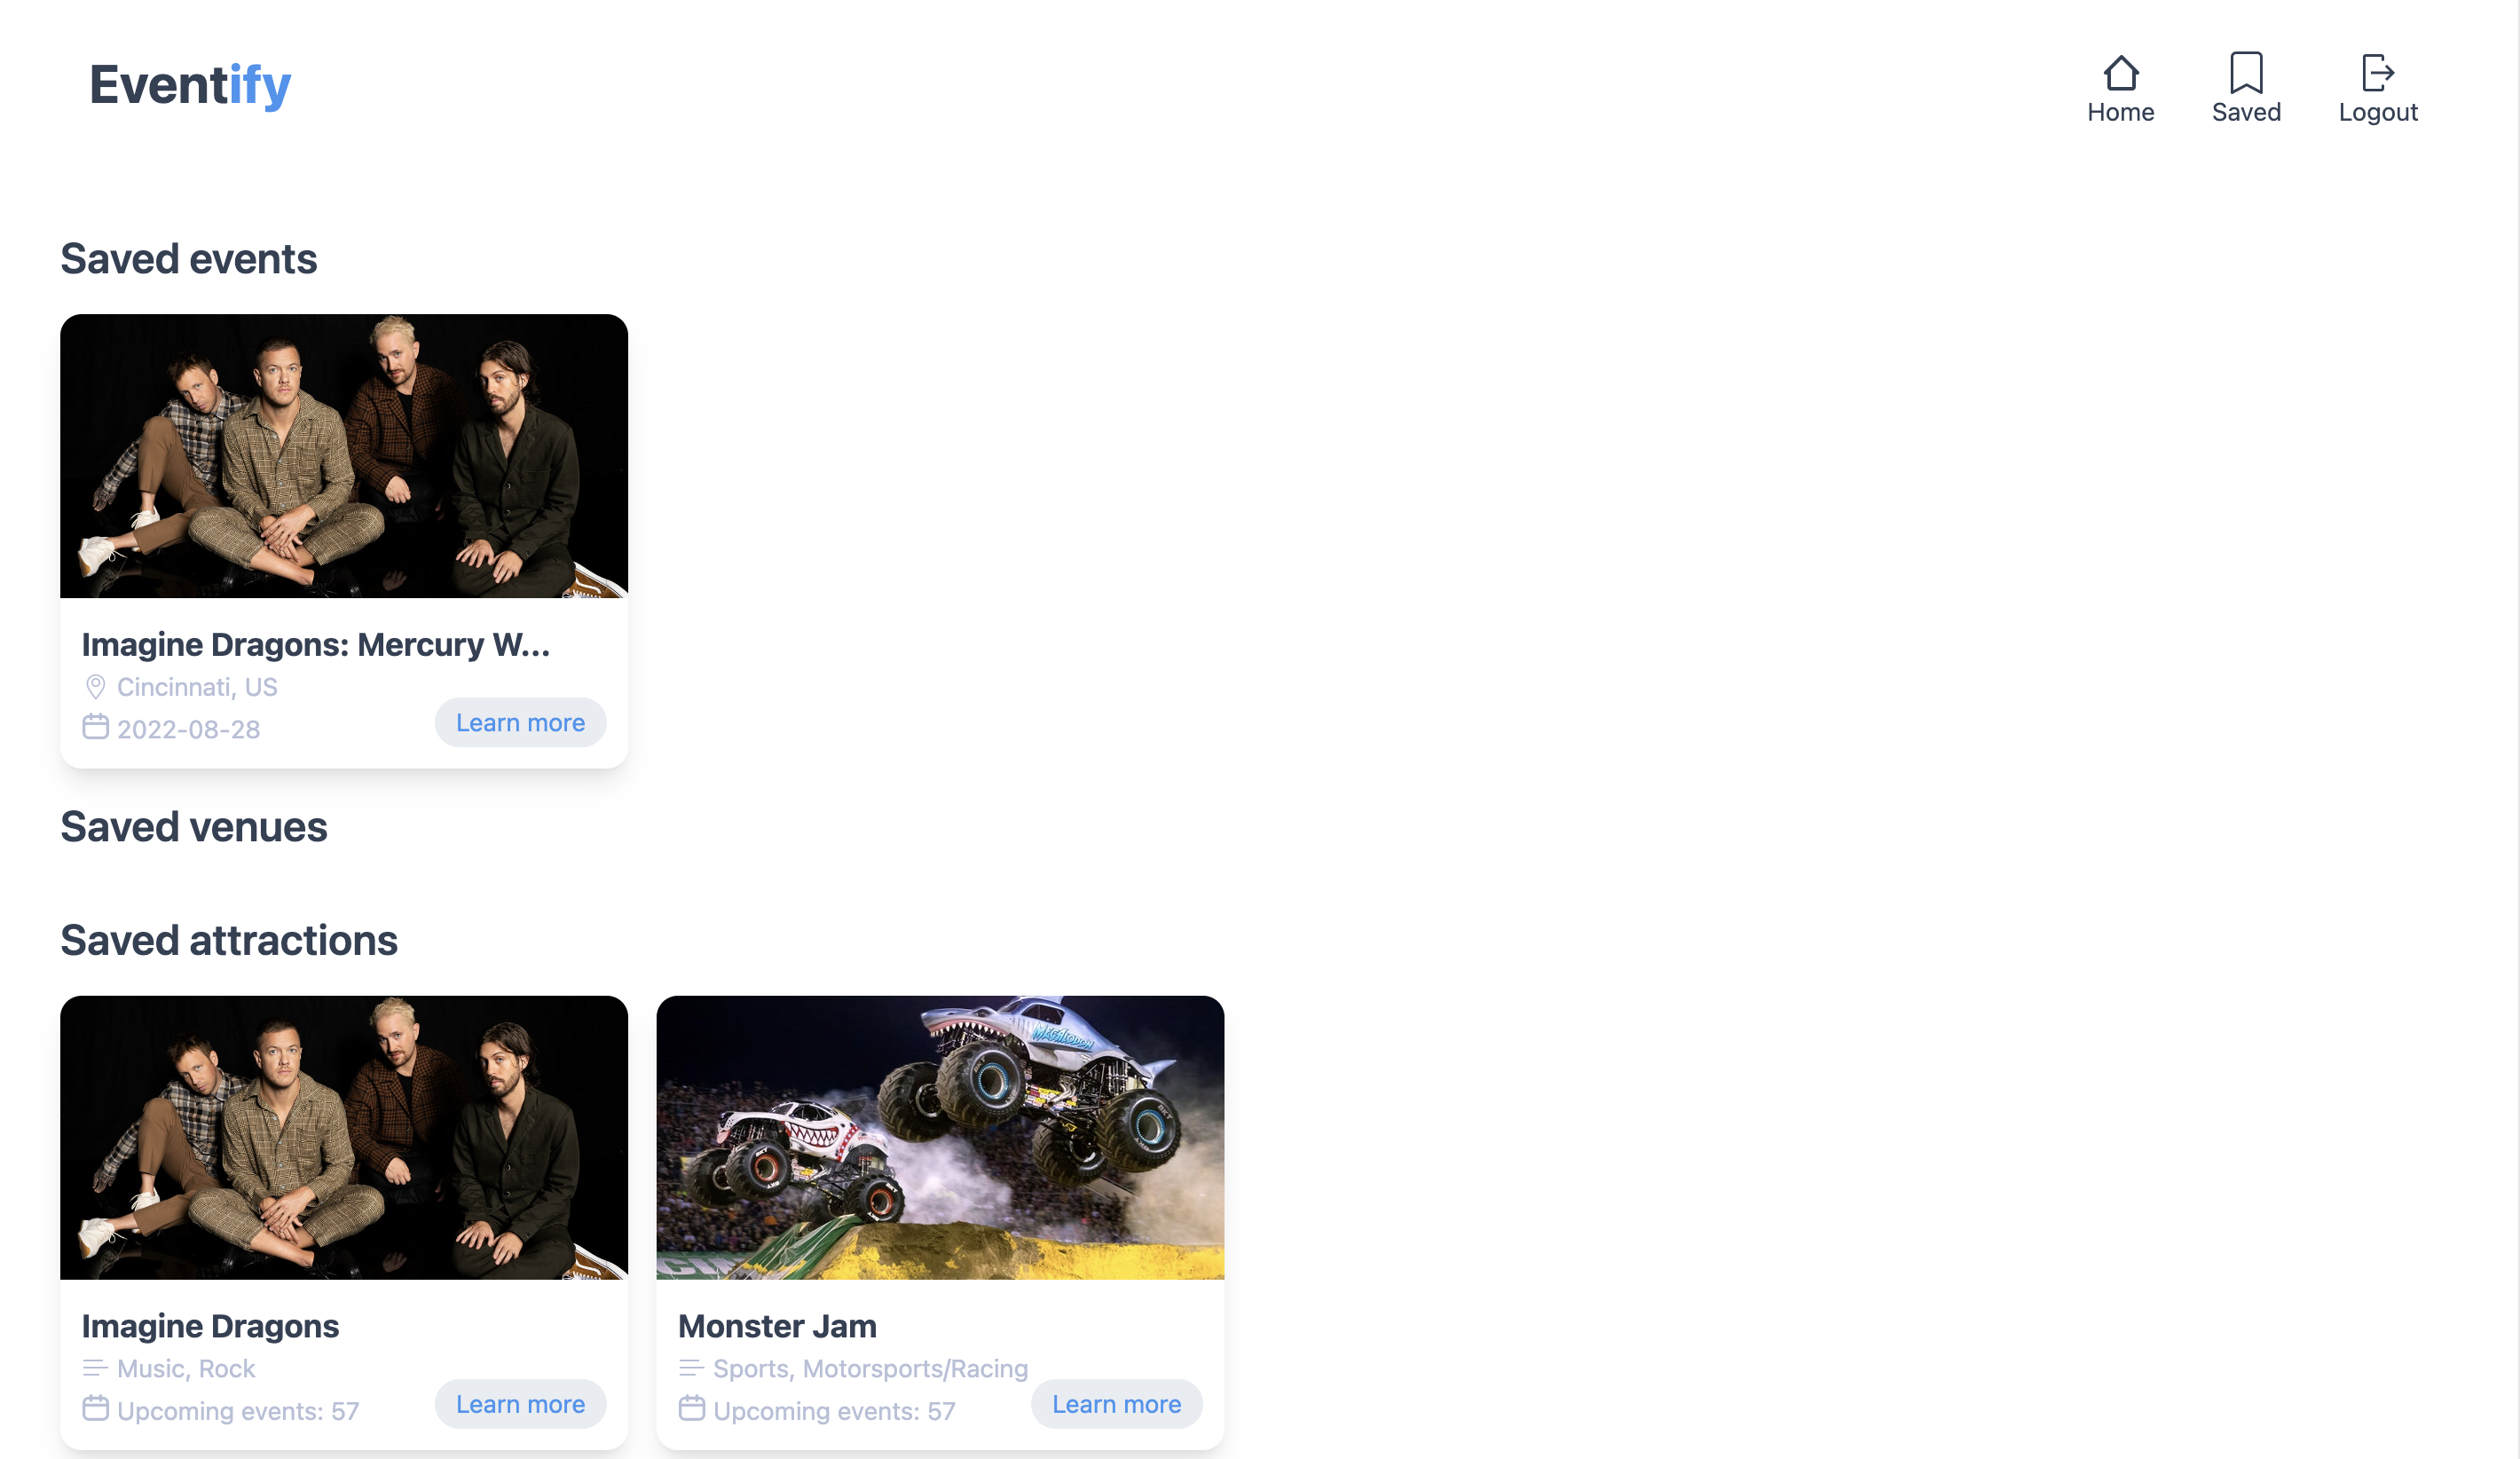 Eventify
Home
Saved
Logout
Saved events
Imagine Dragons: Mercury W...
Cincinnati, US
2022-08-28
Learn more
Saved venues
Saved attractions
MEGALODON
Imagine Dragons
Music, Rock
Upcoming events: 57
Learn more
Monster Jam
Sports, Motorsports/Racing
Upcoming events: 57
Learn more